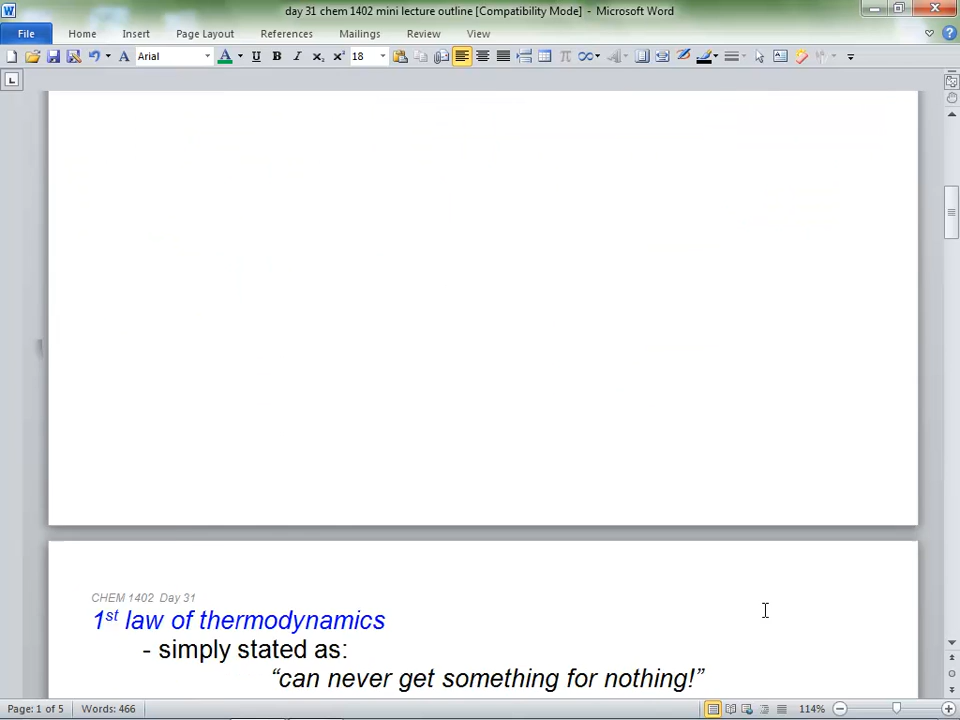 day 31 chem 1402 mini lecture outline [Compatibility Mode] - Microsoft Word
File Home Insert Page Layout References Mailings Review View
Arial U B I x₂ x² 18
CHEM 1402 Day 31
1st law of thermodynamics
- simply stated as:
“can never get something for nothing!”
Page: 1 of 5 Words: 466 114%